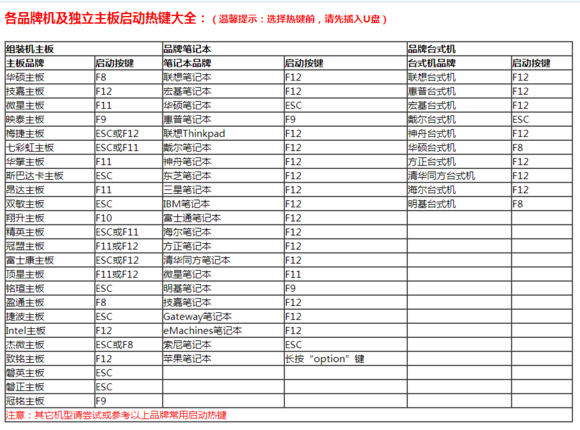 各品牌机及独立主板启动热键大全：（温馨提示：选择热键前，请先插入U盘）
组装机主板 品牌笔记本 品牌台式机
主板品牌 启动按键 笔记本品牌 启动按键 台式机品牌 启动按键
华硕主板 F8 联想笔记本 F12 联想台式机 F12
技嘉主板 F12 宏基笔记本 F12 惠普台式机 F12
微星主板 F11 华硕笔记本 ESC 宏基台式机 F12
映泰主板 F9 惠普笔记本 F9 戴尔台式机 ESC
梅捷主板 ESC或F12 联想Thinkpad F12 神舟台式机 F12
七彩虹主板 ESC或F11 戴尔笔记本 F12 华硕台式机 F8
华擎主板 F11 神舟笔记本 F12 方正台式机 F12
斯巴达卡主板 ESC 东芝笔记本 F12 清华同方台式机 F12
昂达主板 F11 三星笔记本 F12 海尔台式机 F12
双敏主板 ESC IBM笔记本 F12 明基台式机 F8
翔升主板 F10 富士通笔记本 F12
精英主板 ESC或F11 海尔笔记本 F12
冠盟主板 F11或F12 方正笔记本 F12
富士康主板 ESC或F12 清华同方笔记本 F12
顶星主板 F11或F12 微星笔记本 F11
铭瑄主板 ESC 明基笔记本 F9
盈通主板 F8 技嘉笔记本 F12
捷波主板 ESC Gateway笔记本 F12
Intel主板 F12 eMachines笔记本 F12
杰微主板 ESC或F8 索尼笔记本 ESC
致铭主板 F12 苹果笔记本 长按“option”键
磐英主板 ESC
磐正主板 ESC
冠铭主板 F9
注意：其它机型请尝试或参考以上品牌常用启动热键